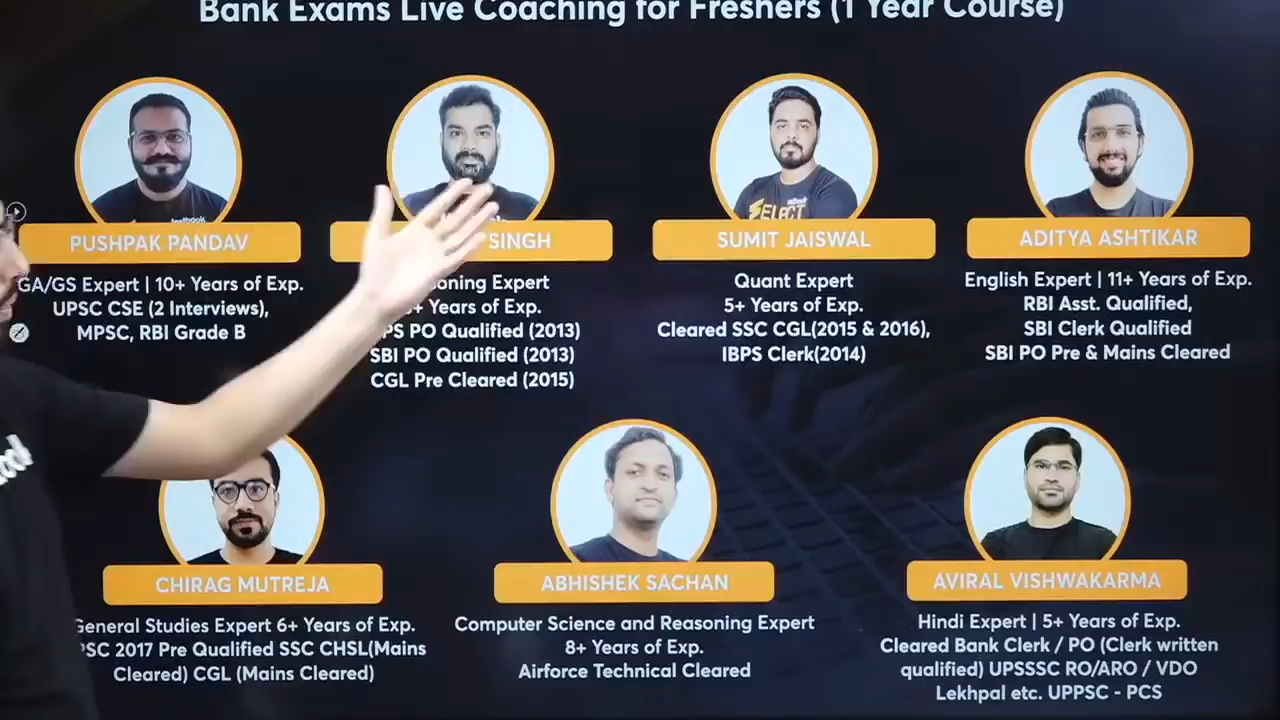 Bank Exams Live Coaching for Freshers (1 Year Course)
PUSHPAK PANDAV
GA/GS Expert | 10+ Years of Exp.
UPSC CSE (2 Interviews),
MPSC, RBI Grade B
SINGH
Expert
Years of Exp.
PO Qualified (2013)
SBI PO Qualified (2013)
CGL Pre Cleared (2015)
SELECT
SUMIT JAISWAL
Quant Expert
5+ Years of Exp.
Cleared SSC CGL(2015 & 2016),
IBPS Clerk(2014)
ADITYA ASHTIKAR
English Expert | 11+ Years of Exp.
RBI Asst. Qualified,
SBI Clerk Qualified
SBI PO Pre & Mains Cleared
CHIRAG MUTREJA
General Studies Expert 6+ Years of Exp.
2017 Pre Qualified SSC CHSL(Mains
Cleared) CGL (Mains Cleared)
ABHISHEK SACHAN
Computer Science and Reasoning Expert
8+ Years of Exp.
Airforce Technical Cleared
AVIRAL VISHWAKARMA
Hindi Expert | 5+ Years of Exp.
Cleared Bank Clerk / PO (Clerk written
qualified) UPSSSC RO/ARO / VDO
Lekhpal etc. UPPSC - PCS